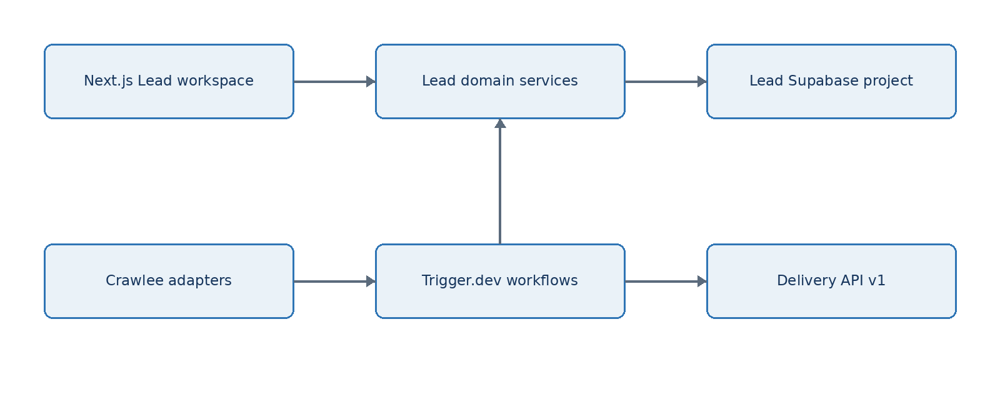 Next.js Lead workspace
Lead domain services
Lead Supabase project
Crawlee adapters
Trigger.dev workflows
Delivery API v1